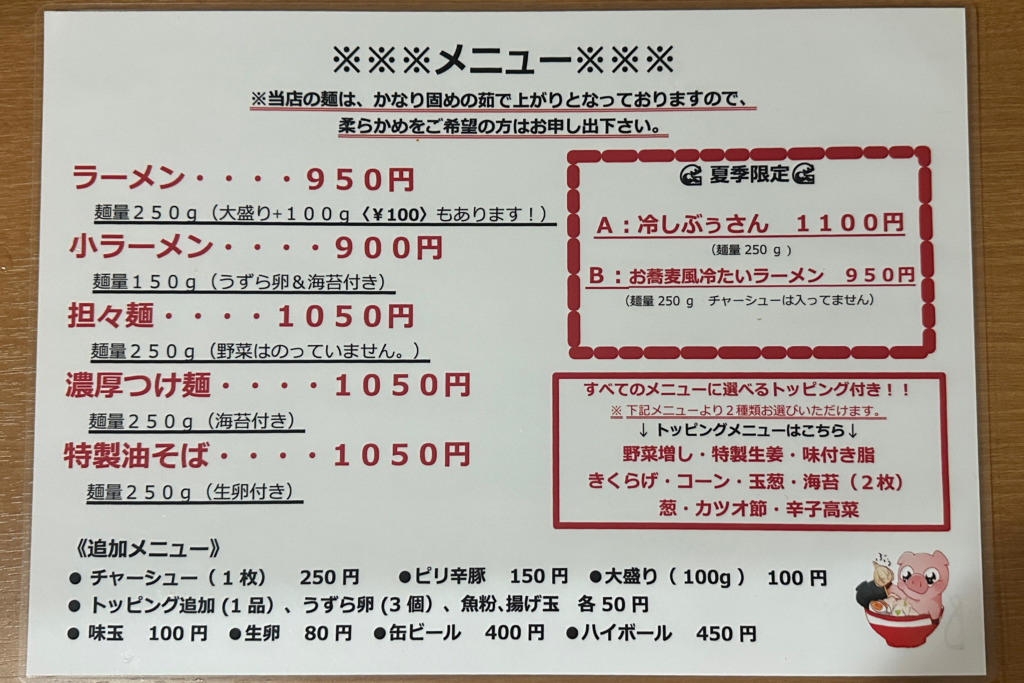 ※※※メニュー※※※
※当店の麺は、かなり固めの茹で上がりとなっておりますので、
柔らかめをご希望の方はお申し出下さい。
ラーメン・・・・９５０円
麺量２５０ｇ（大盛り+１００ｇ〈¥100〉もあります！）
小ラーメン・・・・９００円
麺量１５０ｇ（うずら卵＆海苔付き）
担々麺・・・・１０５０円
麺量２５０ｇ（野菜はのっていません。）
濃厚つけ麺・・・・１０５０円
麺量２５０ｇ（海苔付き）
特製油そば・・・・１０５０円
麺量２５０ｇ（生卵付き）
夏季限定
Ａ：冷しぶぅさん　１１００円
（麺量 250 ｇ）
Ｂ：お蕎麦風冷たいラーメン　９５０円
（麺量 250 ｇ　チャーシューは入ってません）
すべてのメニューに選べるトッピング付き！！
※ 下記メニューより２種類お選びいただけます。
↓ トッピングメニューはこちら↓
野菜増し・特製生姜・味付き脂
きくらげ・コーン・玉葱・海苔（２枚）
葱・カツオ節・辛子高菜
《追加メニュー》
● チャーシュー（１枚）　250 円　●ピリ辛豚　150 円　●大盛り（100g）　100 円
● トッピング追加 (１品）、うずら卵 (３個）、魚粉､揚げ玉　各 50 円
● 味玉　100 円　●生卵　80 円　●缶ビール　400 円　●ハイボール　450 円